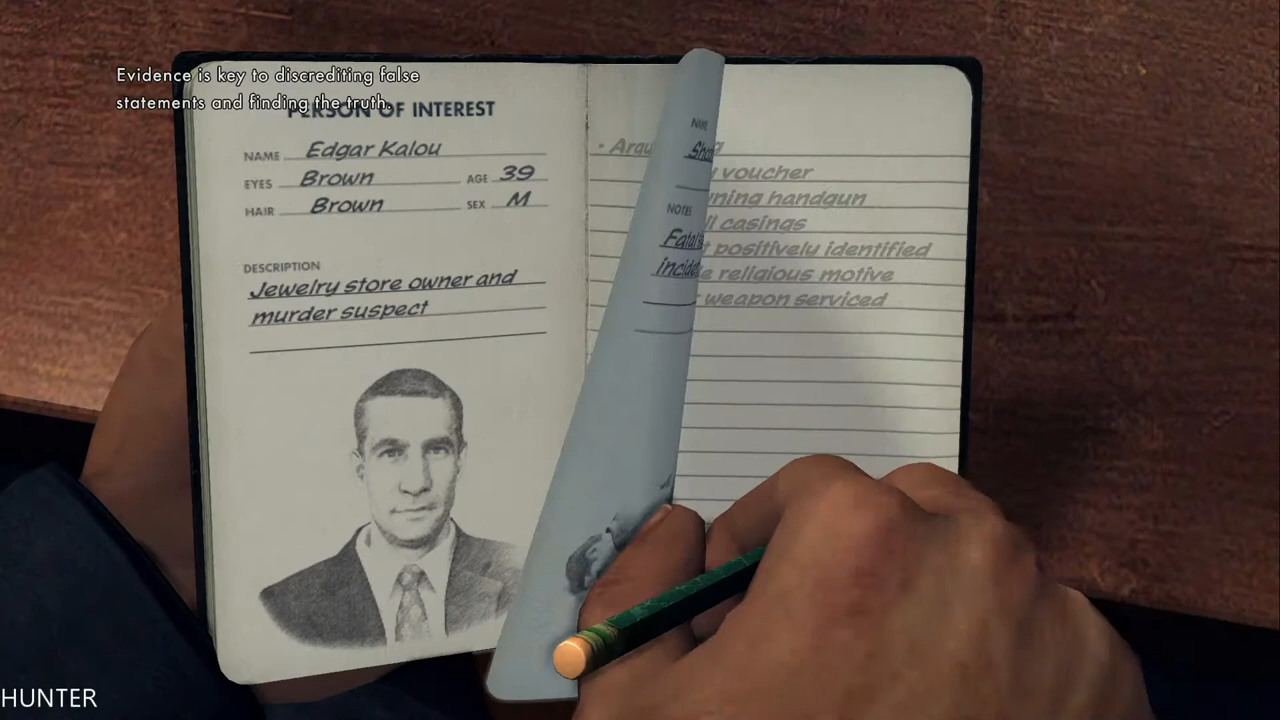 Evidence is key to discrediting false
statements and finding the truth.
PERSON OF INTEREST
NAME Edgar Kalou
EYES Brown AGE 39
HAIR Brown SEX M
DESCRIPTION
Jewelry store owner and
murder suspect
NAME
NOTES
voucher
handgun
casings
positively identified
religious motive
weapon serviced
HUNTER